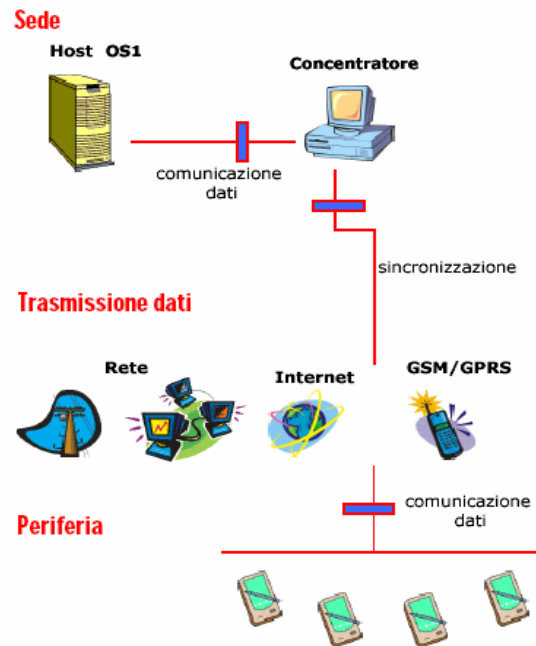 Sede
Host OS1
Concentratore
comunicazione
dati
sincronizzazione
Trasmissione dati
Rete
Internet
GSM/GPRS
comunicazione
dati
Periferia